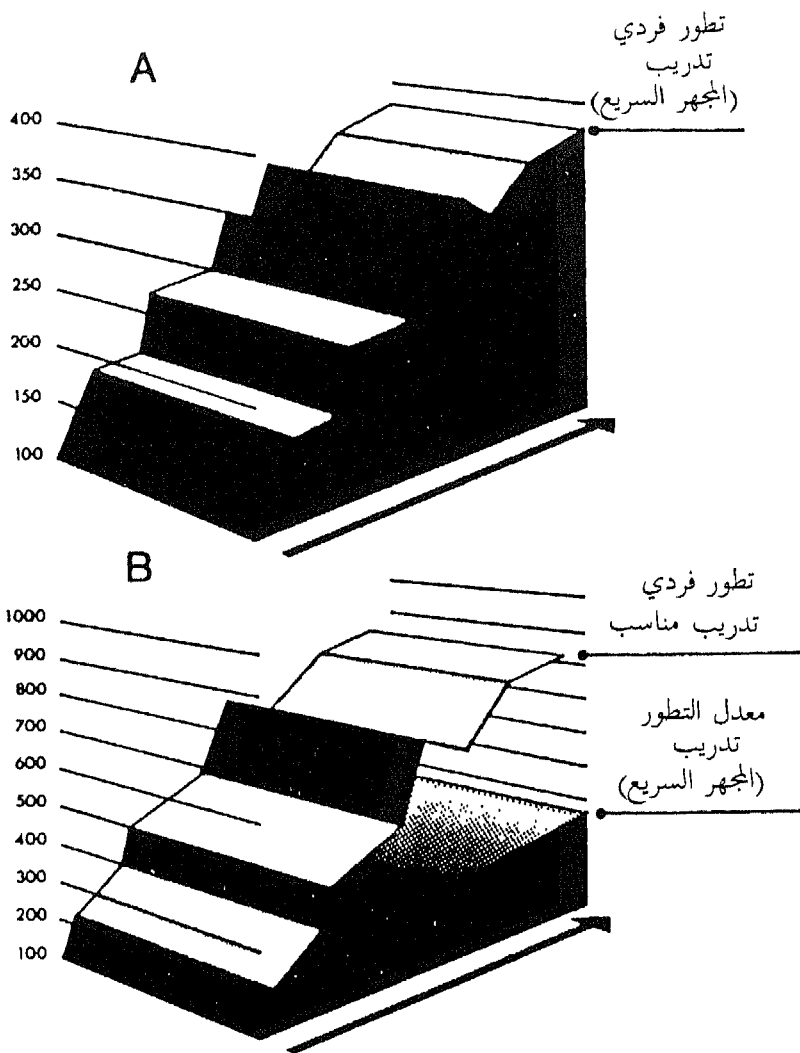 A
تطور فردي
تدريب
(المجهر السريع)
400
350
300
250
200
150
100
B
تطور فردي
تدريب مناسب
معدل التطور
تدريب
(المجهر السريع)
1000
900
800
700
600
500
400
300
200
100